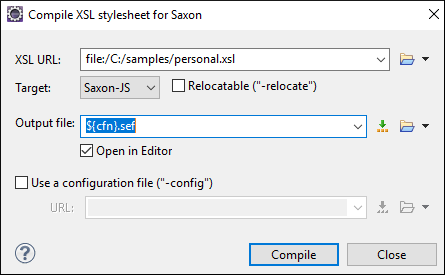 Compile XSL stylesheet for Saxon
XSL URL: file:/C:/samples/personal.xsl
Target: Saxon-JS Relocatable ("-relocate")
Output file: ${cfn}.sef
Open in Editor
Use a configuration file ("-config")
URL:
? Compile Close